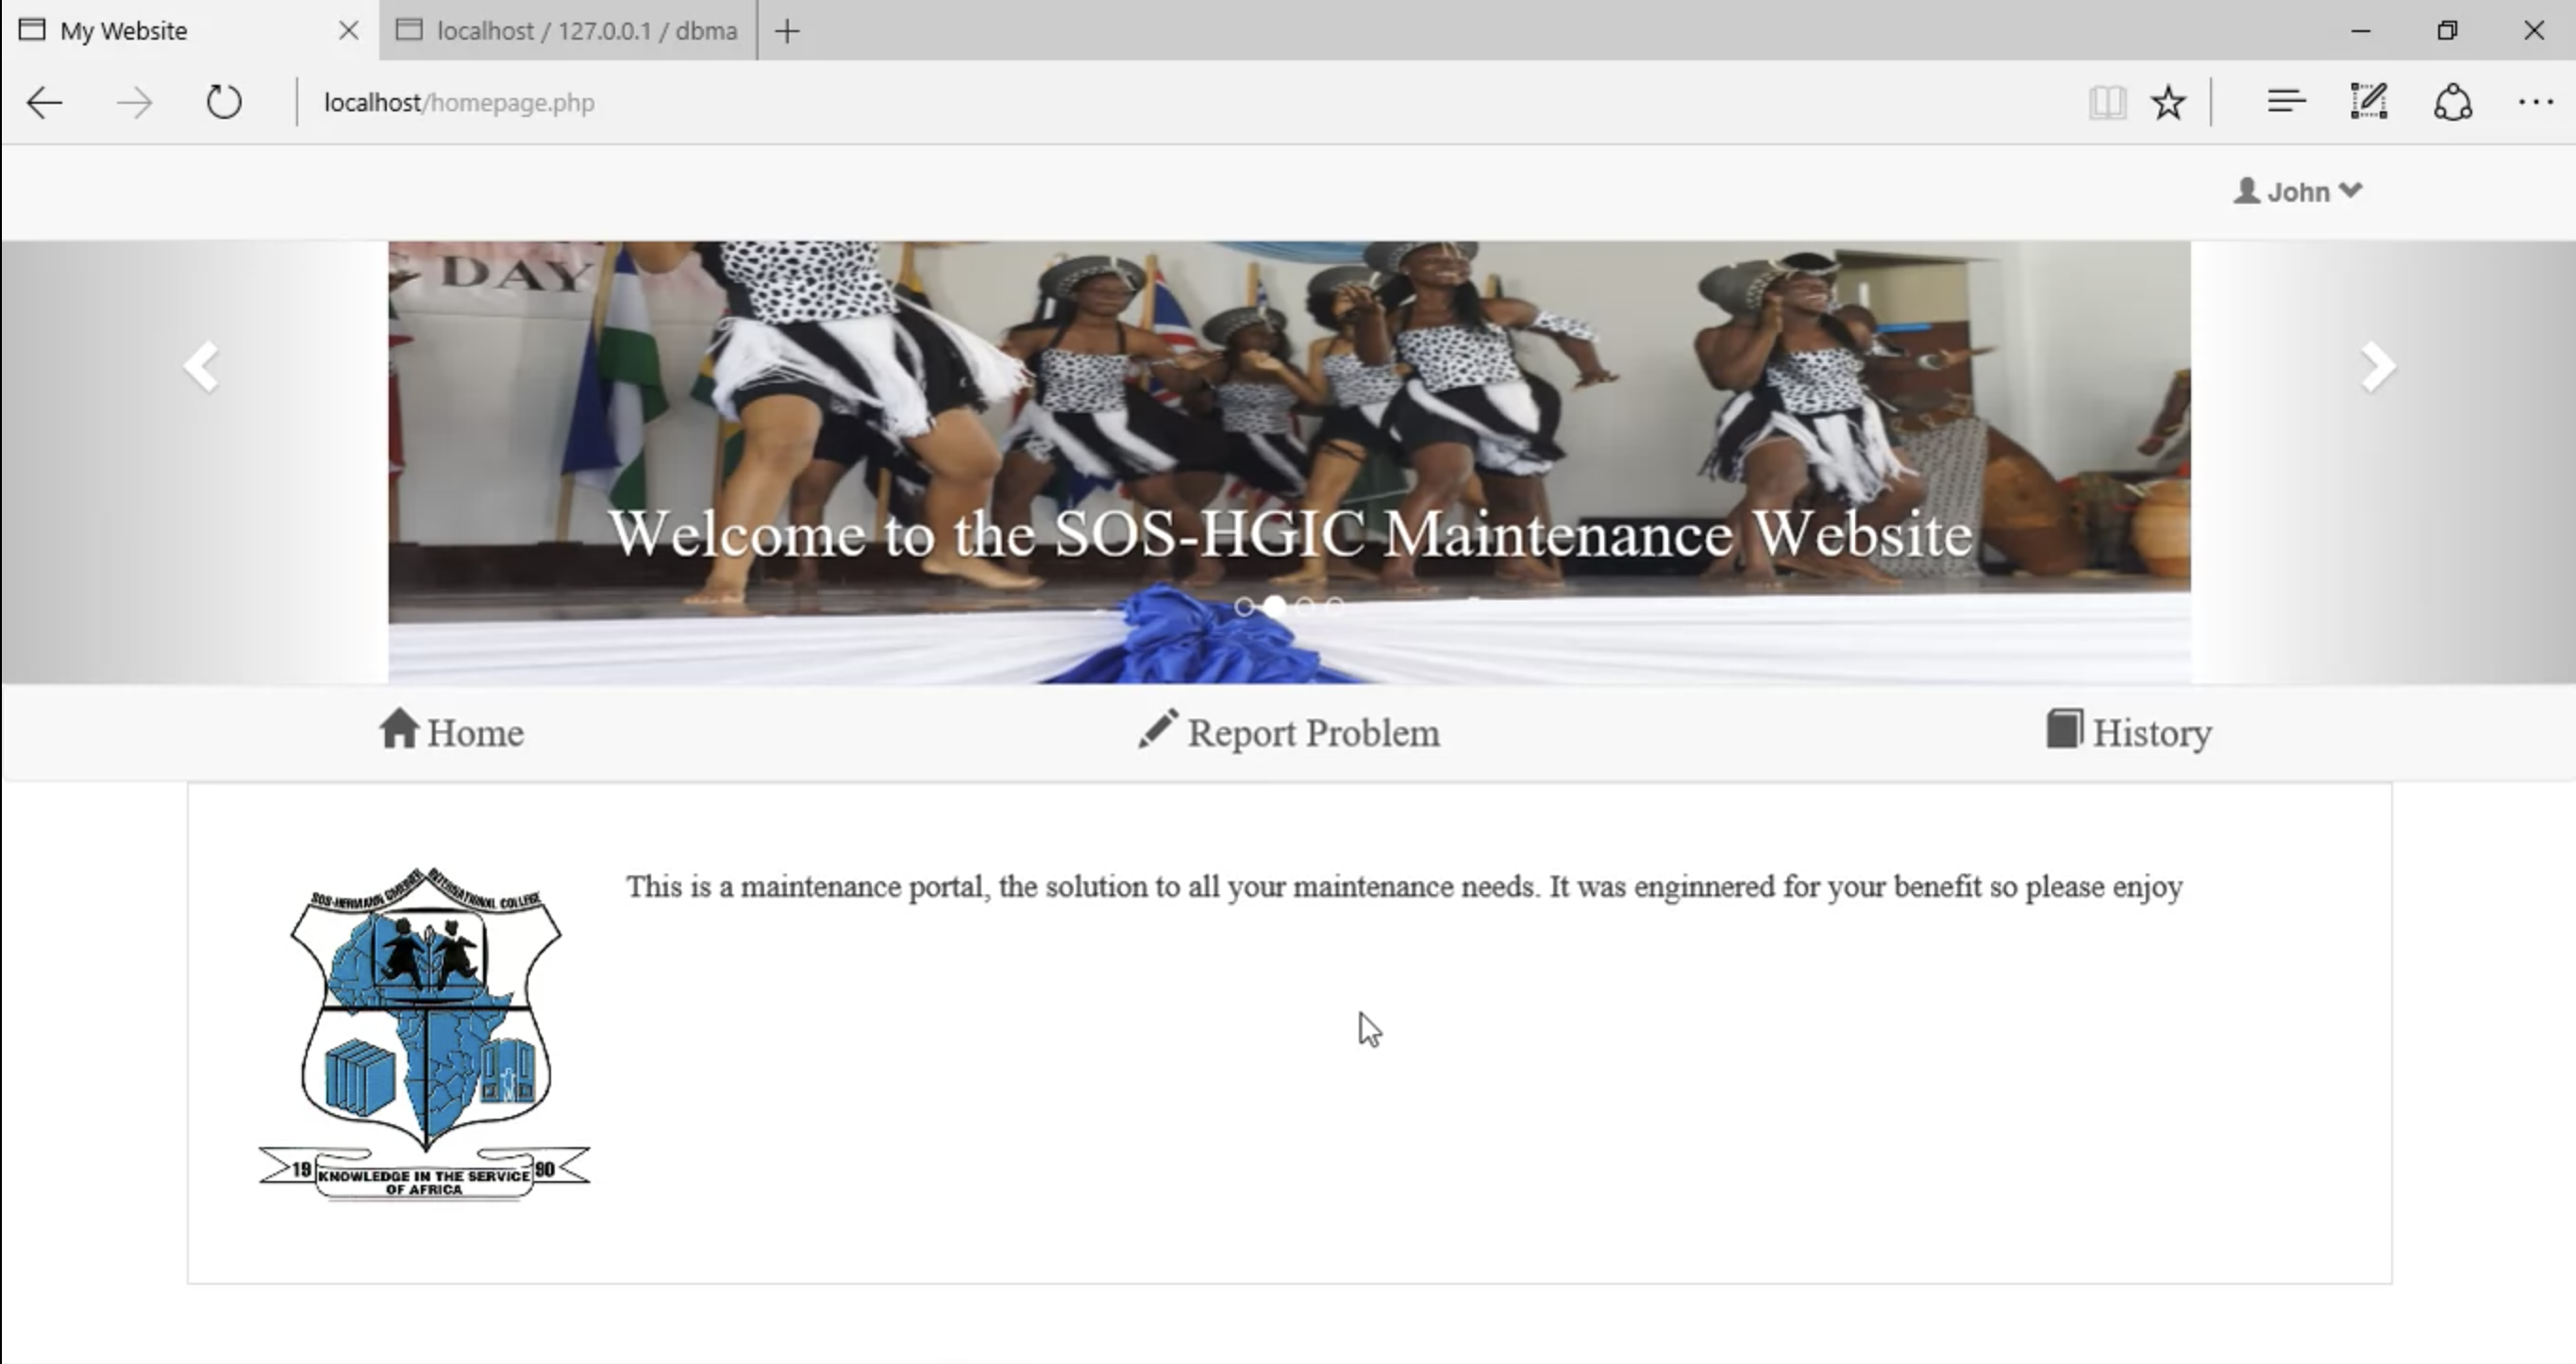 My Website
localhost / 127.0.0.1 / dbma
localhost/homepage.php
John
DAY
Welcome to the SOS-HGIC Maintenance Website
Home
Report Problem
History
This is a maintenance portal, the solution to all your maintenance needs. It was enginnered for your benefit so please enjoy
SOS-HERMANN GMEINER INTERNATIONAL COLLEGE
19 KNOWLEDGE IN THE SERVICE 90
OF AFRICA